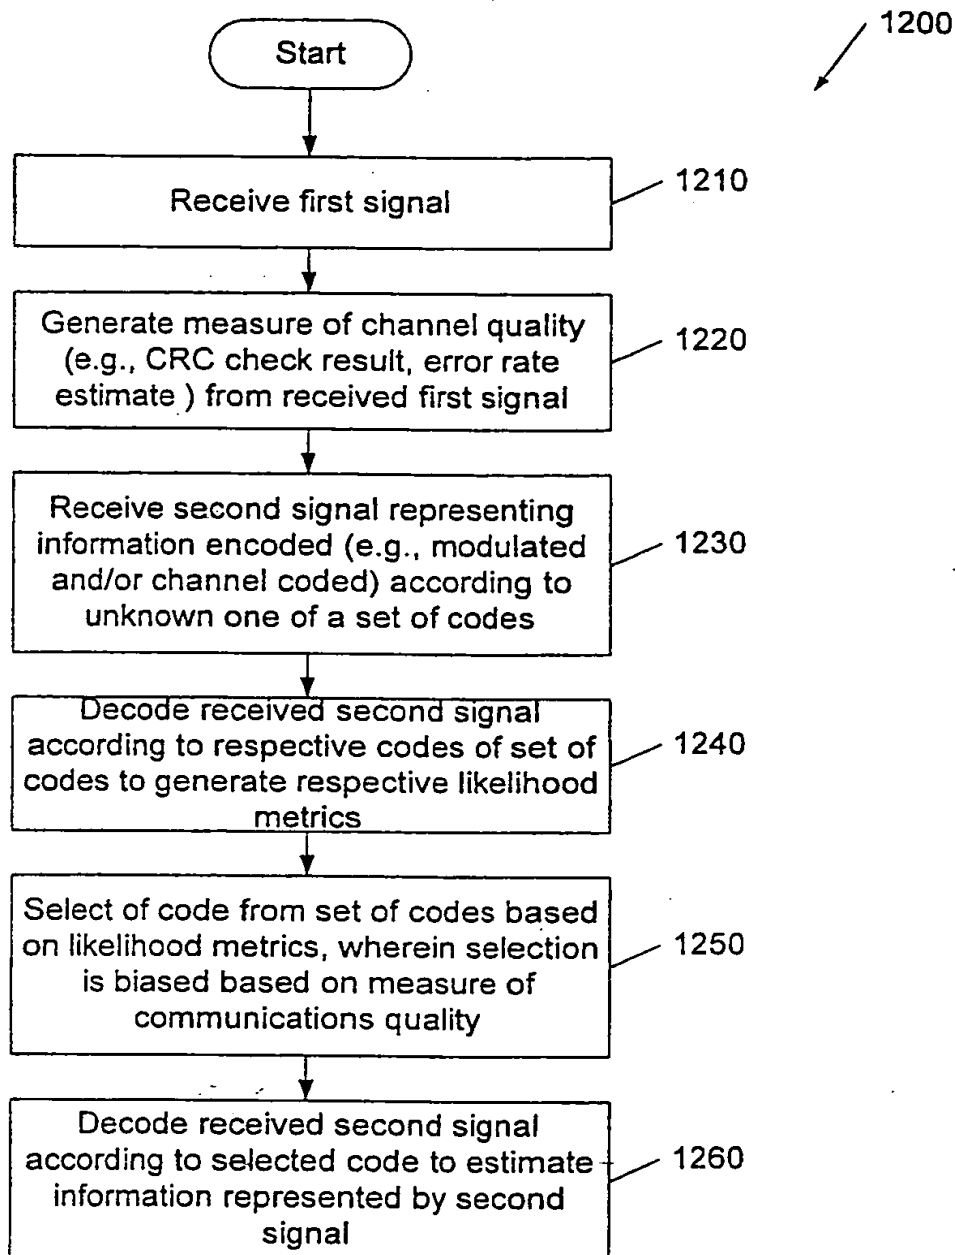 1200
Start
Receive first signal
1210
Generate measure of channel quality
(e.g., CRC check result, error rate
estimate ) from received first signal
1220
Receive second signal representing
information encoded (e.g., modulated
and/or channel coded) according to
unknown one of a set of codes
1230
Decode received second signal
according to respective codes of set of
codes to generate respective likelihood
metrics
1240
Select of code from set of codes based
on likelihood metrics, wherein selection
is biased based on measure of
communications quality
1250
Decode received second signal
according to selected code to estimate
information represented by second
signal
1260